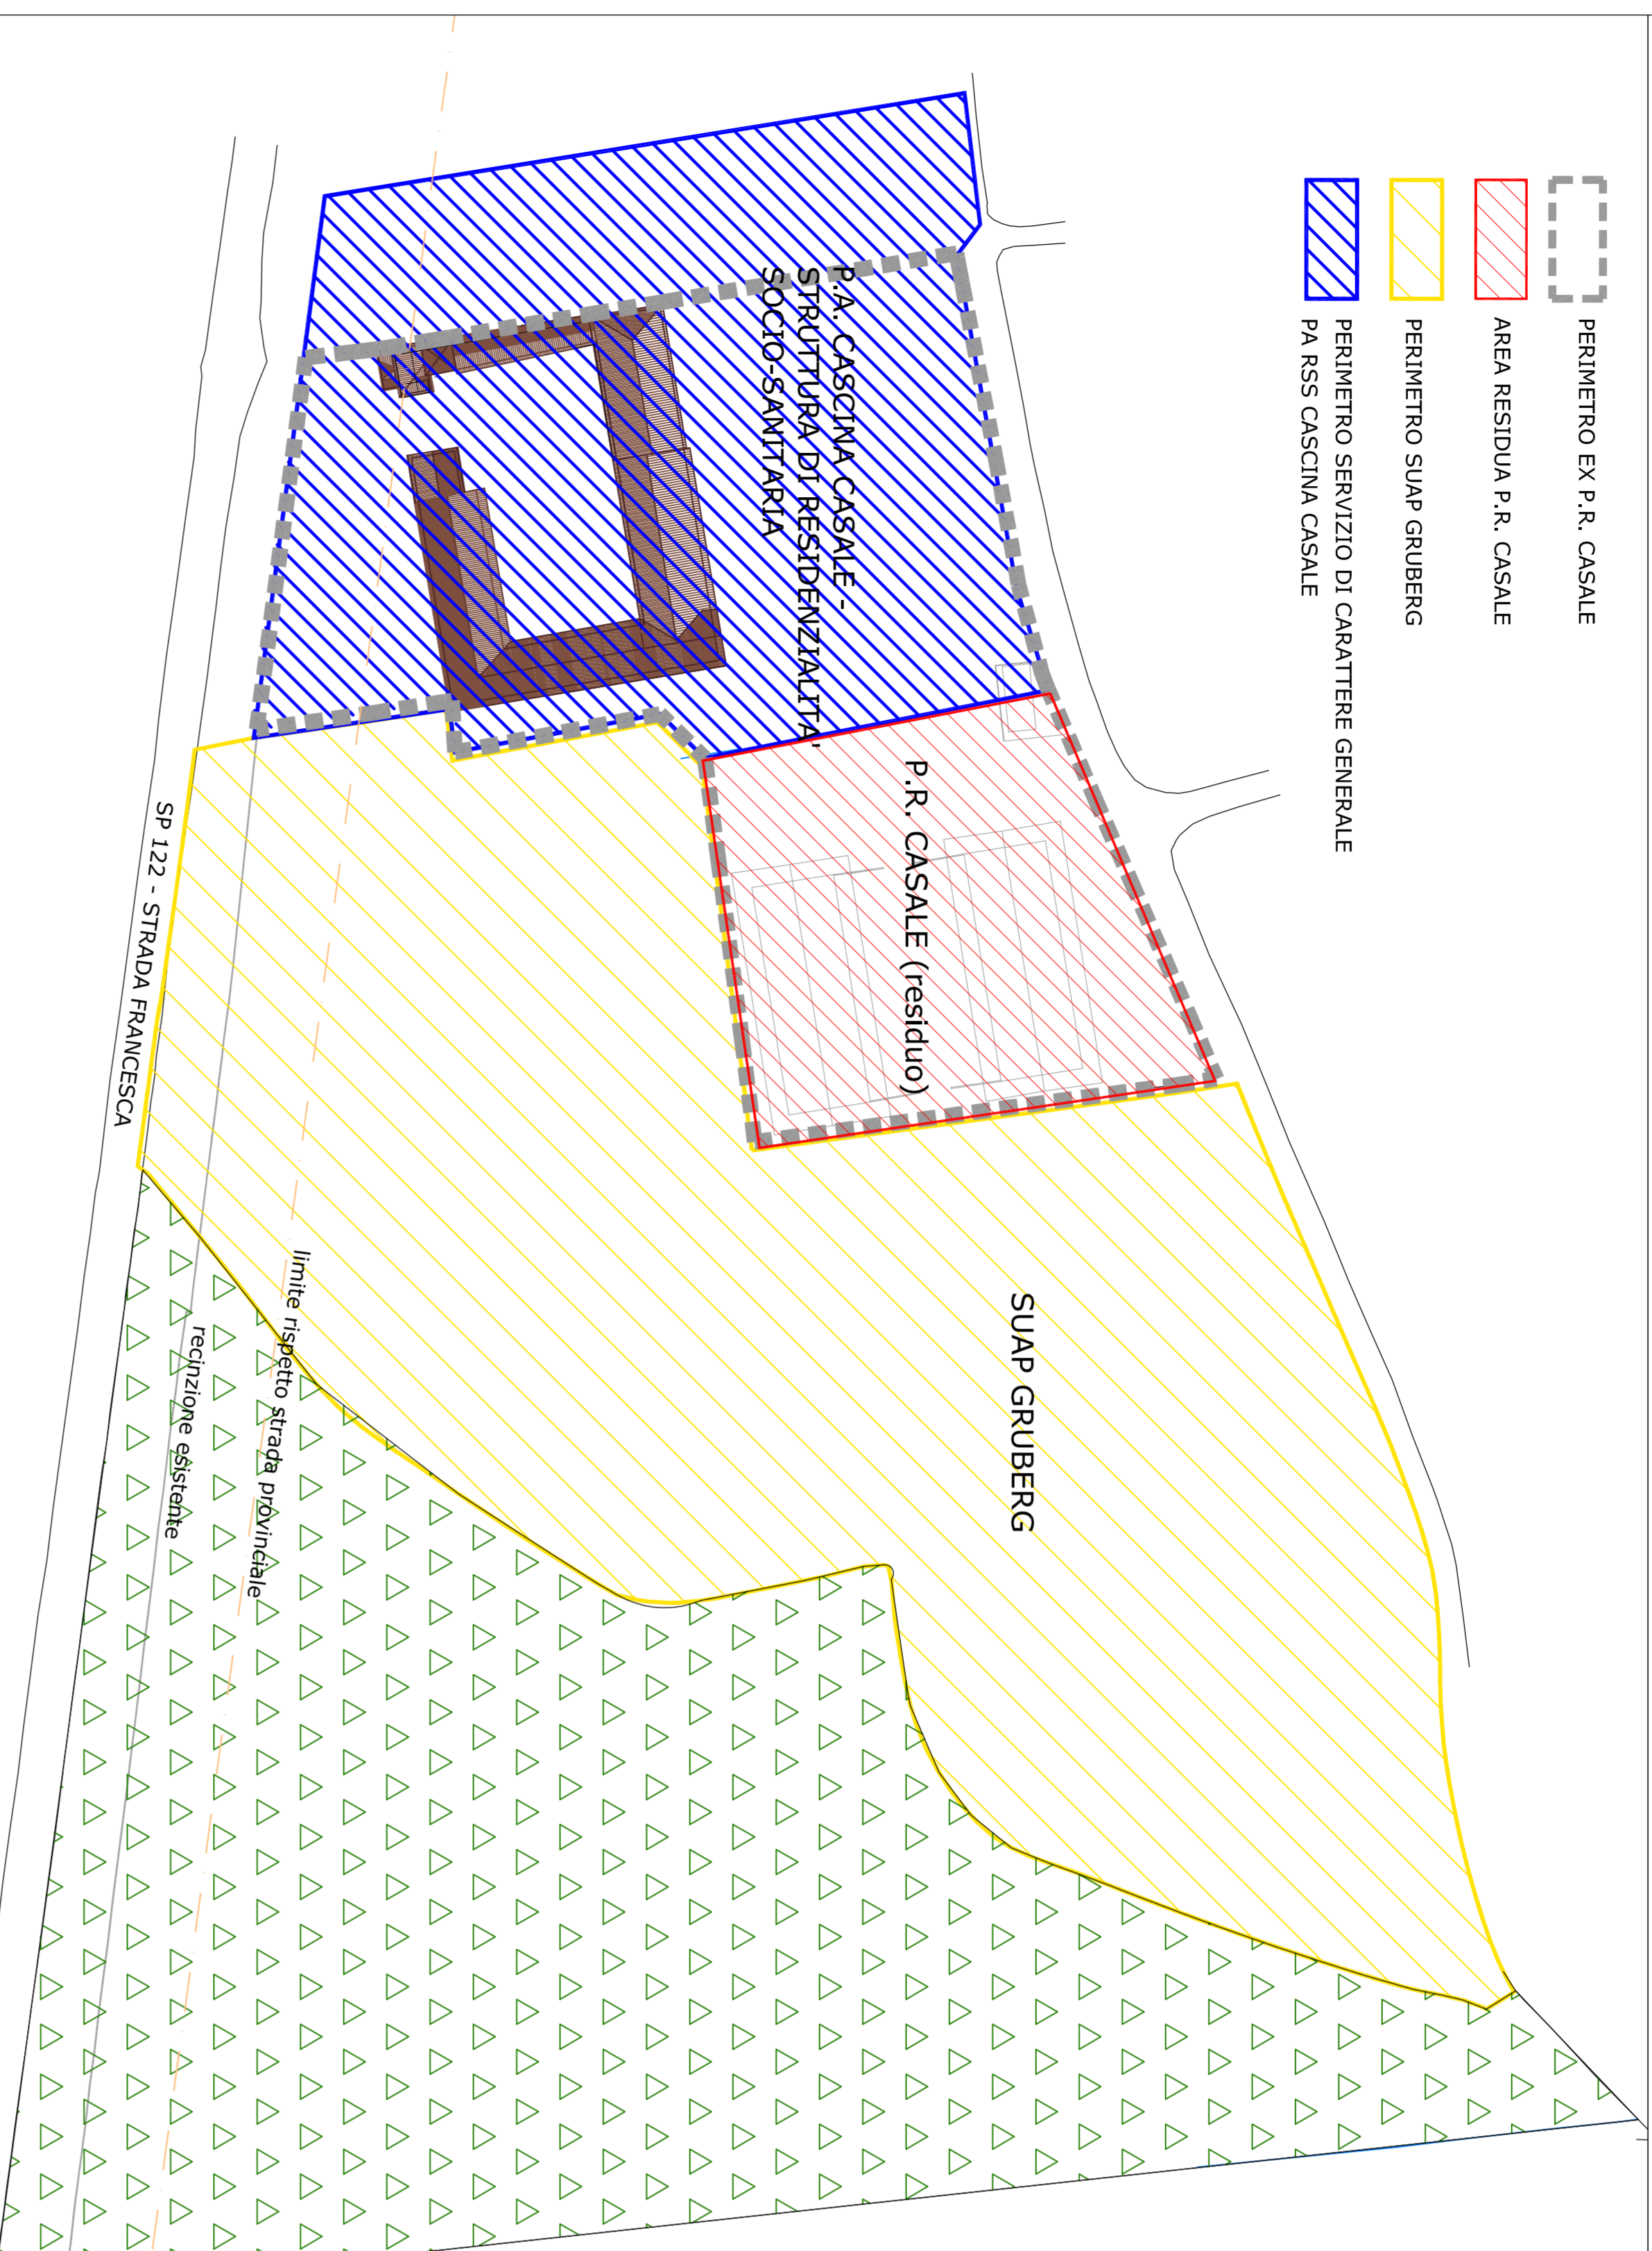 PERIMETRO EX P.R. CASALE
AREA RESIDUA P.R. CASALE
PERIMETRO SUAP GRUBERG
PERIMETRO SERVIZIO DI CARATTERE GENERALE
PA RSS CASCINA CASALE
P.A. CASCINA CASALE -
STRUTTURA DI RESIDENZIALITA'
SOCIO-SANITARIA
P.R. CASALE (residuo)
SUAP GRUBERG
limite rispetto strada provinciale
recinzione esistente
SP 122 - STRADA FRANCESCA